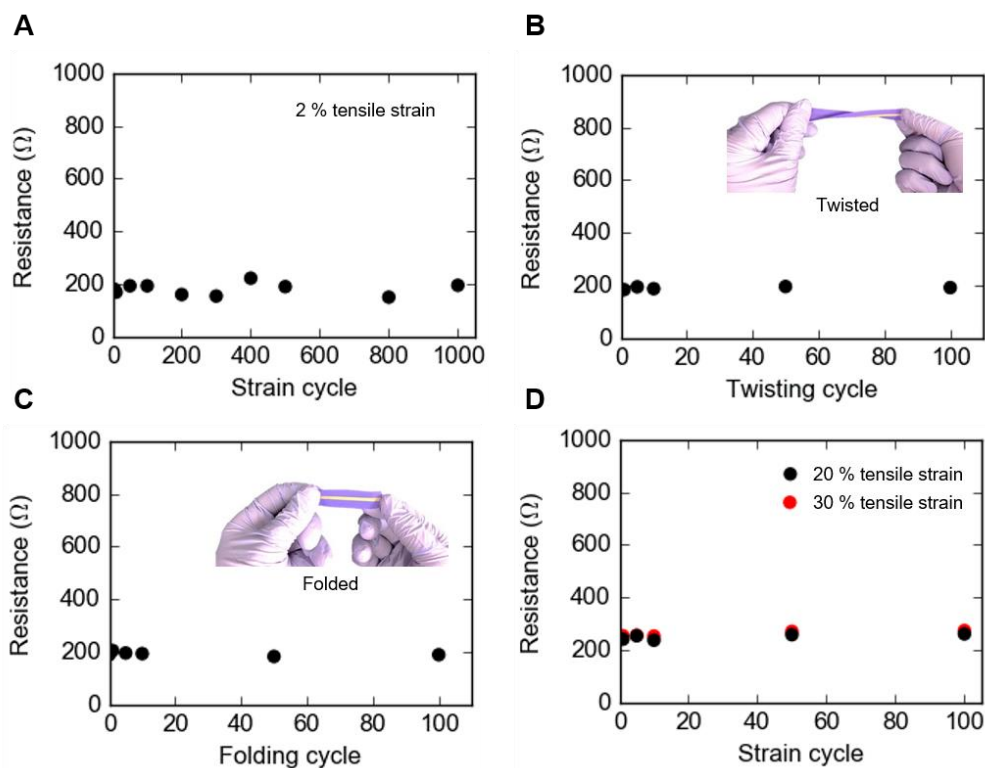 A
1000
800
600
400
200
0
Resistance (Ω)
2 % tensile strain
0 200 400 600 800 1000
Strain cycle
B
1000
800
600
400
200
0
Resistance (Ω)
Twisted
0 20 40 60 80 100
Twisting cycle
C
1000
800
600
400
200
0
Resistance (Ω)
Folded
0 20 40 60 80 100
Folding cycle
D
1000
800
600
400
200
0
Resistance (Ω)
20 % tensile strain
30 % tensile strain
0 20 40 60 80 100
Strain cycle